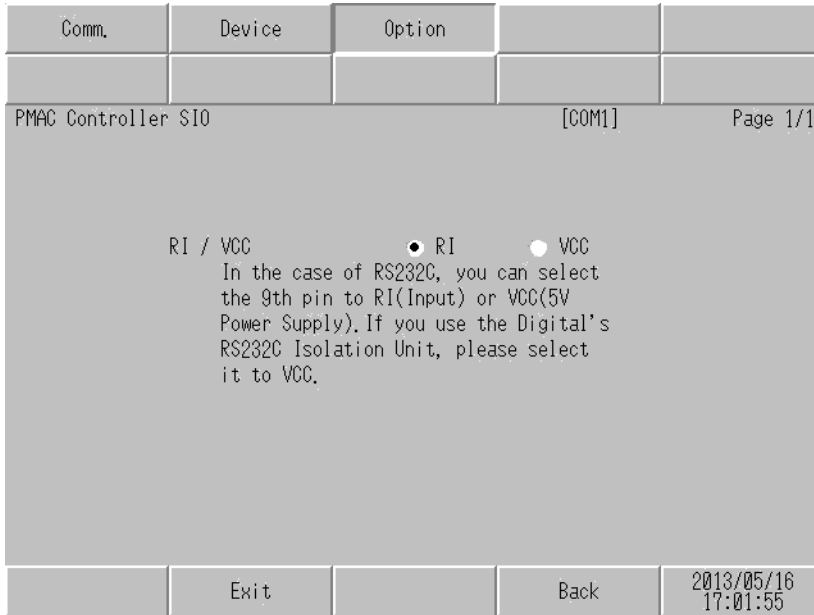 Comm. Device Option
PMAC Controller SIO [COM1] Page 1/1
RI / VCC RI VCC
In the case of RS232C, you can select
the 9th pin to RI(Input) or VCC(5V
Power Supply).If you use the Digital's
RS232C Isolation Unit, please select
it to VCC.
Exit Back 2013/05/16
17:01:55